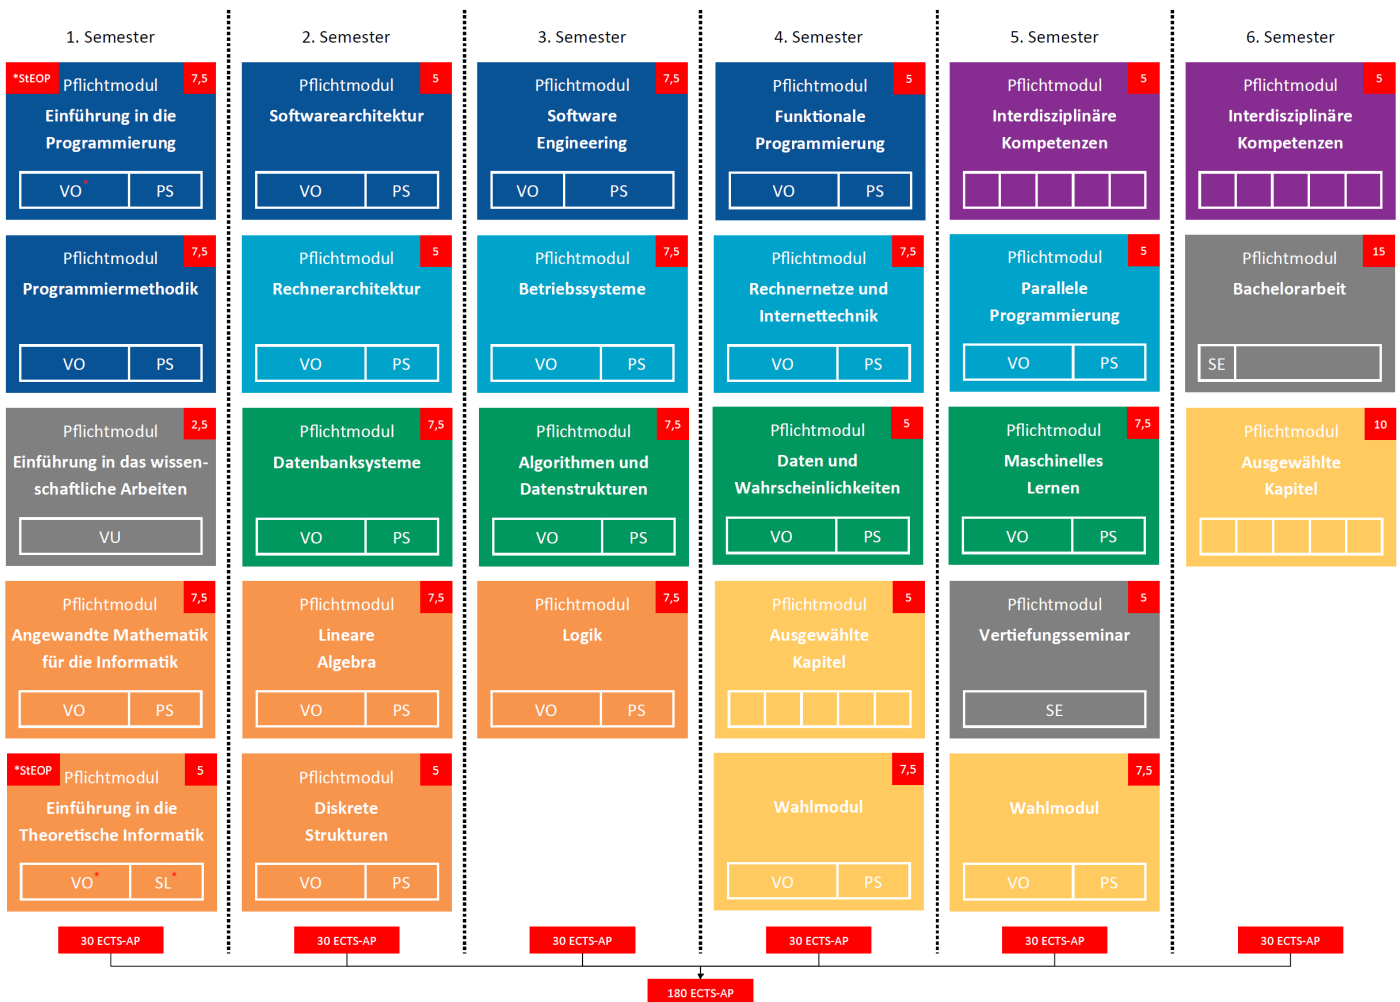 1. Semester
*StEOP
Pflichtmodul
7,5
Einführung in die
Programmierung
VO*
PS
Pflichtmodul
7,5
Programmiermethodik
VO
PS
Pflichtmodul
2,5
Einführung in das wissen-
schaftliche Arbeiten
VU
Pflichtmodul
7,5
Angewandte Mathematik
für die Informatik
VO
PS
*StEOP
Pflichtmodul
5
Einführung in die
Theoretische Informatik
VO*
SL*
30 ECTS-AP
2. Semester
Pflichtmodul
5
Softwarearchitektur
VO
PS
Pflichtmodul
5
Rechnerarchitektur
VO
PS
Pflichtmodul
7,5
Datenbanksysteme
VO
PS
Pflichtmodul
7,5
Lineare
Algebra
VO
PS
Pflichtmodul
5
Diskrete
Strukturen
VO
PS
30 ECTS-AP
3. Semester
Pflichtmodul
7,5
Software
Engineering
VO
PS
Pflichtmodul
7,5
Betriebssysteme
VO
PS
Pflichtmodul
7,5
Algorithmen und
Datenstrukturen
VO
PS
Pflichtmodul
7,5
Logik
VO
PS
30 ECTS-AP
4. Semester
Pflichtmodul
5
Funktionale
Programmierung
VO
PS
Pflichtmodul
7,5
Rechnernetze und
Internettechnik
VO
PS
Pflichtmodul
5
Daten und
Wahrscheinlichkeiten
VO
PS
Pflichtmodul
5
Ausgewählte
Kapitel
7,5
Wahlmodul
VO
PS
30 ECTS-AP
5. Semester
Pflichtmodul
5
Interdisziplinäre
Kompetenzen
Pflichtmodul
5
Parallele
Programmierung
VO
PS
Pflichtmodul
7,5
Maschinelles
Lernen
VO
PS
Pflichtmodul
5
Vertiefungsseminar
SE
7,5
Wahlmodul
VO
PS
30 ECTS-AP
6. Semester
Pflichtmodul
5
Interdisziplinäre
Kompetenzen
Pflichtmodul
15
Bachelorarbeit
SE
Pflichtmodul
10
Ausgewählte
Kapitel
30 ECTS-AP
180 ECTS-AP